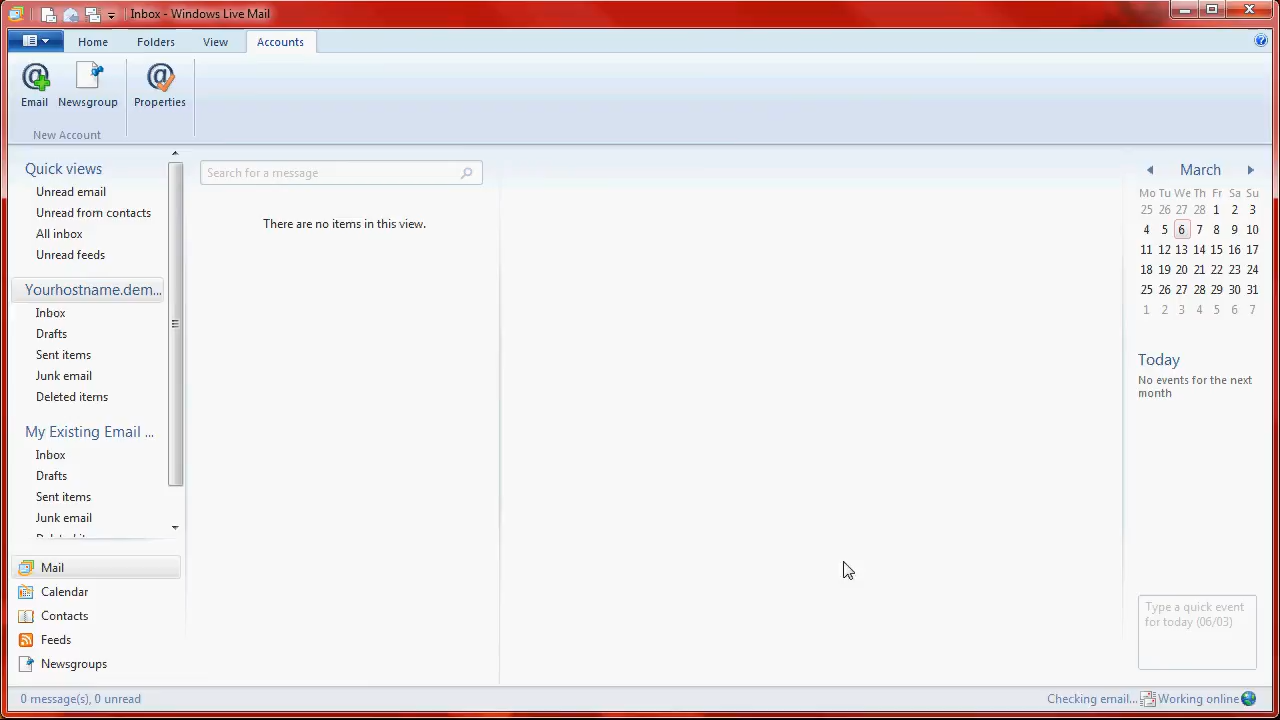 Inbox - Windows Live Mail
Home Folders View Accounts
Email Newsgroup Properties
New Account
Quick views
Unread email
Unread from contacts
All inbox
Unread feeds
Yourhostname.dem...
Inbox
Drafts
Sent items
Junk email
Deleted items
My Existing Email ...
Inbox
Drafts
Sent items
Junk email
Mail
Calendar
Contacts
Feeds
Newsgroups
Search for a message
There are no items in this view.
March
Mo Tu We Th Fr Sa Su
25 26 27 28 1 2 3
4 5 6 7 8 9 10
11 12 13 14 15 16 17
18 19 20 21 22 23 24
25 26 27 28 29 30 31
1 2 3 4 5 6 7
Today
No events for the next
month
Type a quick event
for today (06/03)
0 message(s), 0 unread
Checking email... Working online